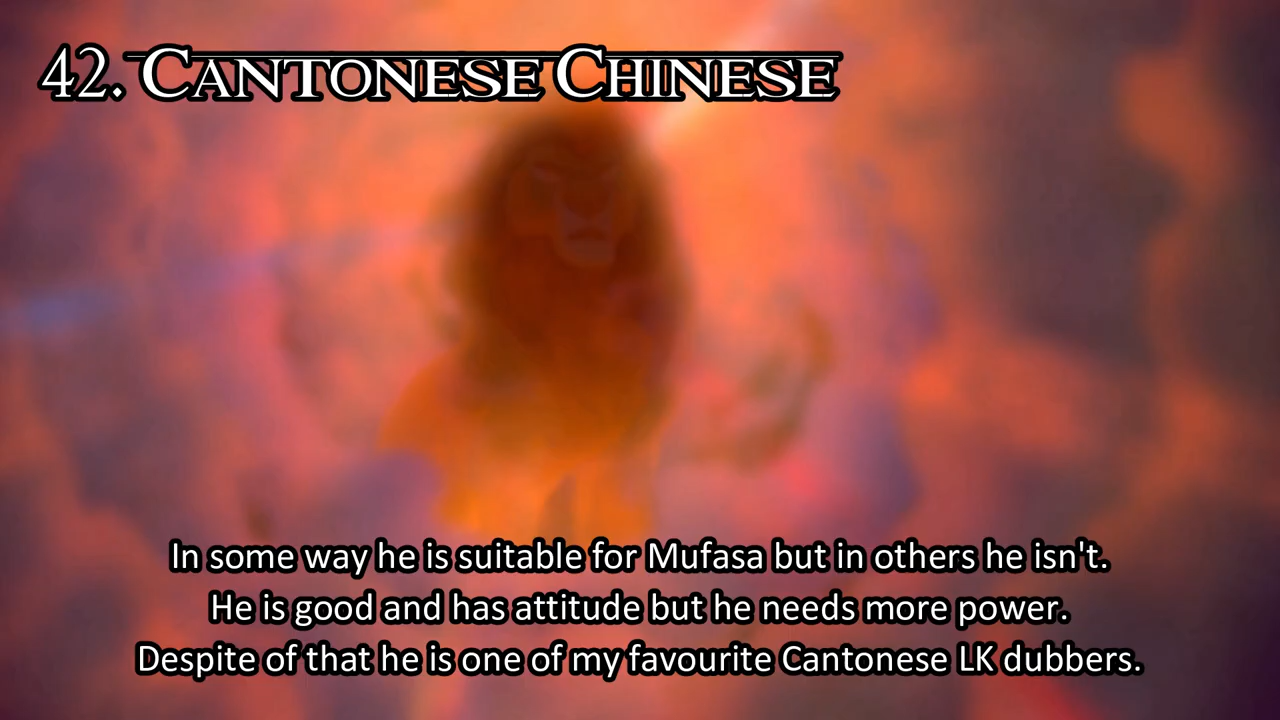 42. Cantonese Chinese
In some way he is suitable for Mufasa but in others he isn't.
He is good and has attitude but he needs more power.
Despite of that he is one of my favourite Cantonese LK dubbers.